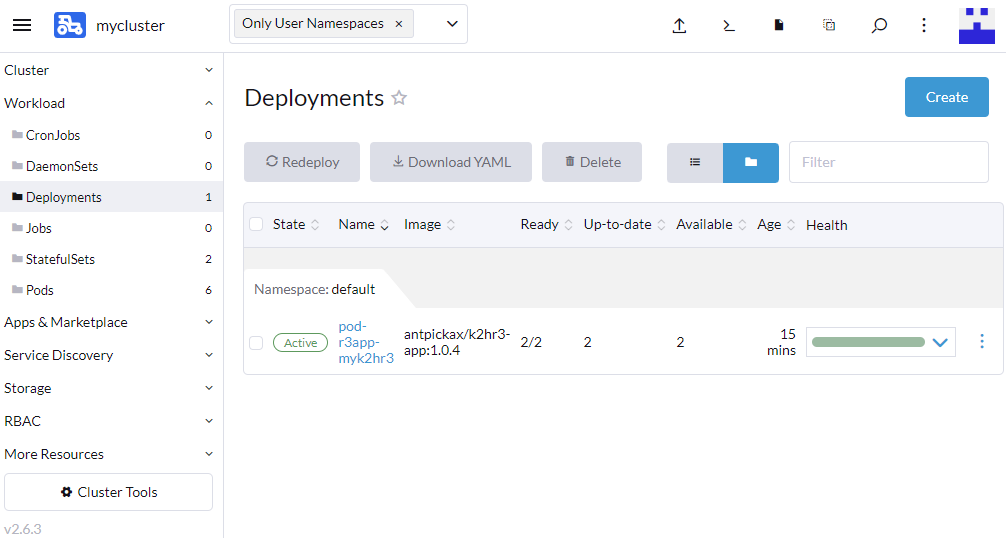 mycluster
Only User Namespaces ×
Cluster
Workload
CronJobs 0
DaemonSets 0
Deployments 1
Jobs 0
StatefulSets 2
Pods 6
Apps & Marketplace
Service Discovery
Storage
RBAC
More Resources
Cluster Tools
v2.6.3
Deployments
Create
Redeploy
Download YAML
Delete
Filter
State Name Image Ready Up-to-date Available Age Health
Namespace: default
Active
pod-
r3app-
myk2hr3
antpickax/k2hr3-
app:1.0.4
2/2
2
2
15
mins